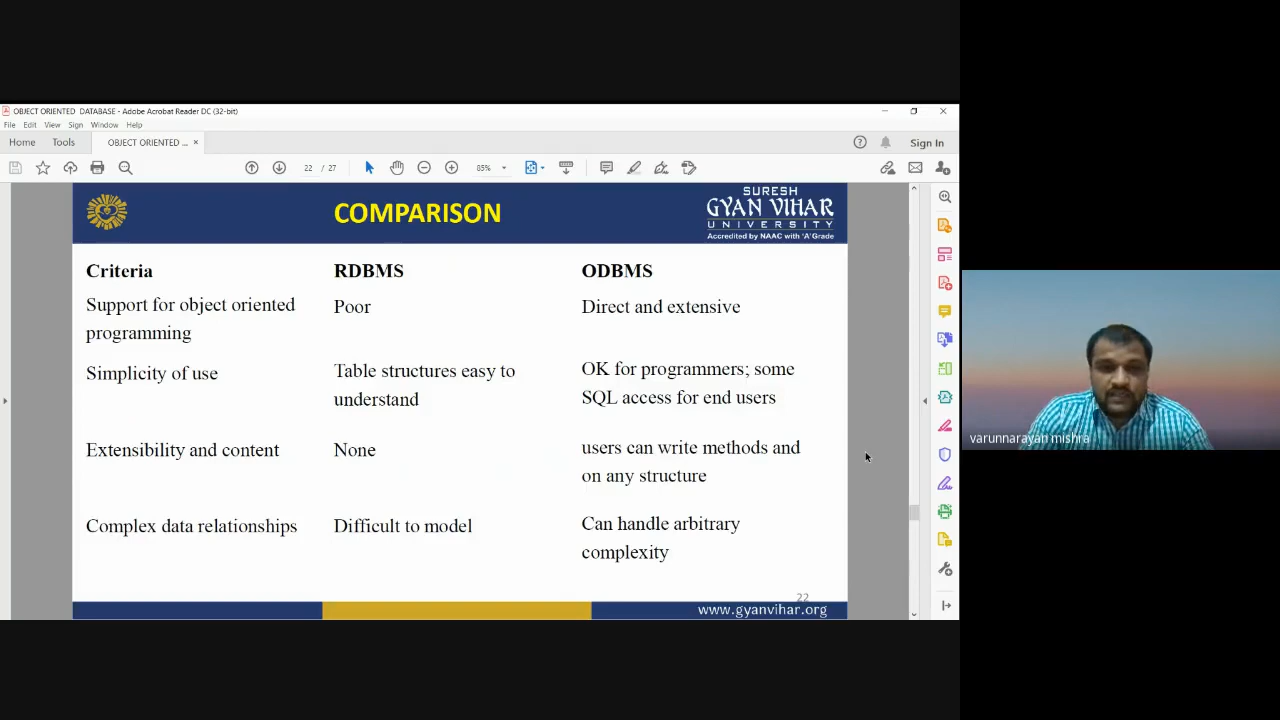 OBJECT ORIENTED DATABASE - Adobe Acrobat Reader DC (32-bit)
File Edit View Sign Window Help
Home Tools OBJECT ORIENTED ... × Sign In
22 / 27 85%
COMPARISON
SURESH
GYAN VIHAR
UNIVERSITY
Accredited by NAAC with 'A' Grade
Criteria RDBMS ODBMS
Support for object oriented
programming
Poor
Direct and extensive
Simplicity of use
Table structures easy to
understand
OK for programmers; some
SQL access for end users
Extensibility and content
None
users can write methods and
on any structure
Complex data relationships
Difficult to model
Can handle arbitrary
complexity
22
www.gyanvihar.org
varunnarayan mishra